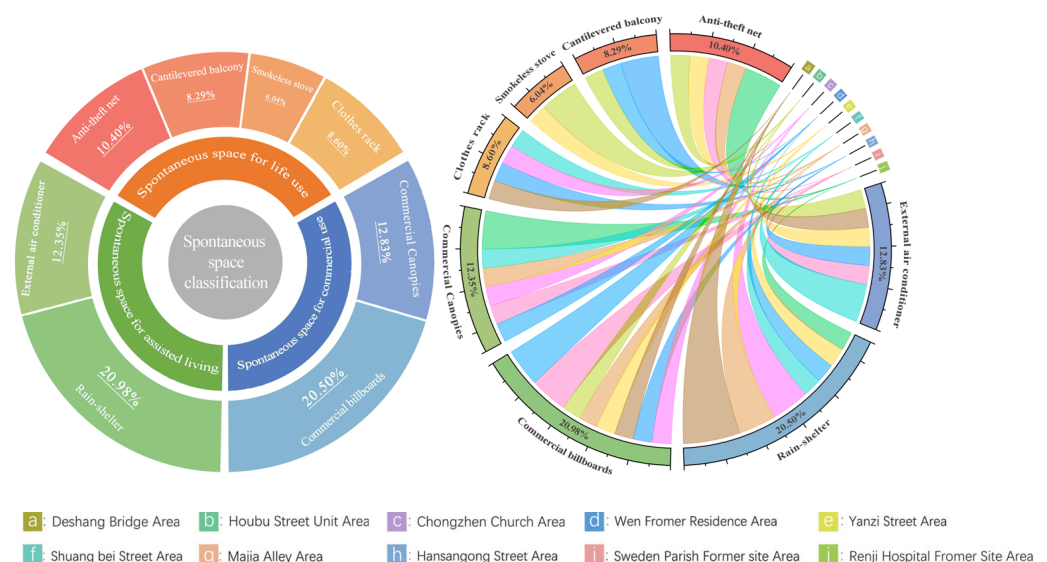 Cantilevered balcony
8.29%
Smokeless stove
6.04%
Anti-theft net
10.40%
Clothes rack
8.60%
Spontaneous space for life use
External air conditioner
12.35%
Commercial Canopies
12.83%
Spontaneous
space
classification
Spontaneous space for assisted living
Spontaneous space for commercial use
20.98%
Rain-shelter
20.50%
Commercial billboards
Anti-theft net
10.40%
Cantilevered balcony
8.29%
Smokeless stove
6.04%
Clothes rack
8.60%
Commercial Canopies
12.35%
Commercial billboards
20.98%
Rain-shelter
20.50%
External air conditioner
12.83%
a
b
c
d
e
f
g
h
i
j
a: Deshang Bridge Area
b: Houbu Street Unit Area
c: Chongzhen Church Area
d: Wen Fromer Residence Area
e: Yanzi Street Area
f: Shuang bei Street Area
g: Majia Alley Area
h: Hansangong Street Area
i: Sweden Parish Former site Area
j: Renji Hospital Fromer Site Area